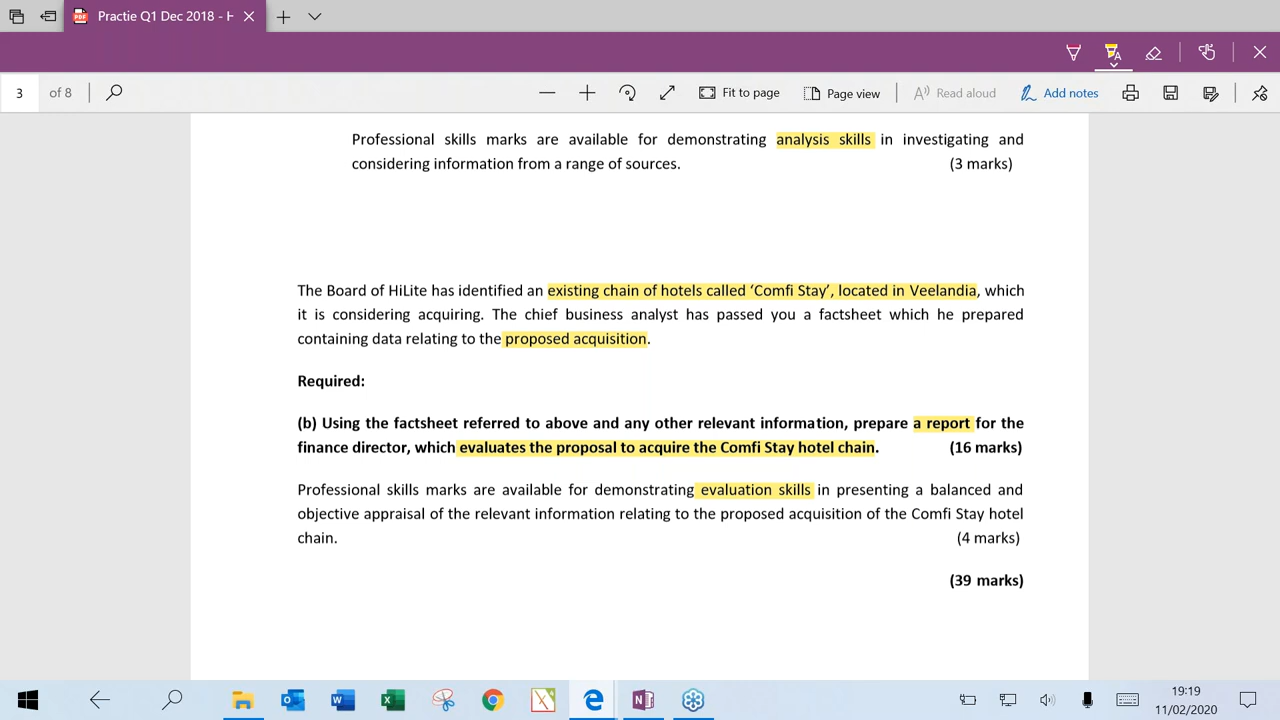 Practie Q1 Dec 2018 - H
3 of 8
Fit to page
Page view
Read aloud
Add notes
Professional skills marks are available for demonstrating analysis skills in investigating and
considering information from a range of sources. (3 marks)
The Board of HiLite has identified an existing chain of hotels called ‘Comfi Stay’, located in Veelandia, which
it is considering acquiring. The chief business analyst has passed you a factsheet which he prepared
containing data relating to the proposed acquisition.
Required:
(b) Using the factsheet referred to above and any other relevant information, prepare a report for the
finance director, which evaluates the proposal to acquire the Comfi Stay hotel chain. (16 marks)
Professional skills marks are available for demonstrating evaluation skills in presenting a balanced and
objective appraisal of the relevant information relating to the proposed acquisition of the Comfi Stay hotel
chain. (4 marks)
(39 marks)
19:19
11/02/2020